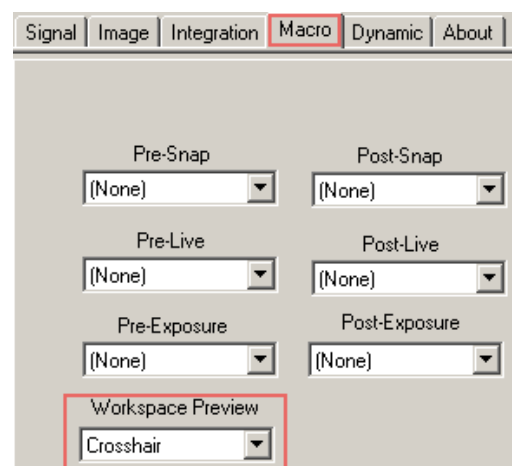 Signal Image Integration Macro Dynamic About
Pre-Snap Post-Snap
(None) (None)
Pre-Live Post-Live
(None) (None)
Pre-Exposure Post-Exposure
(None) (None)
Workspace Preview
Crosshair